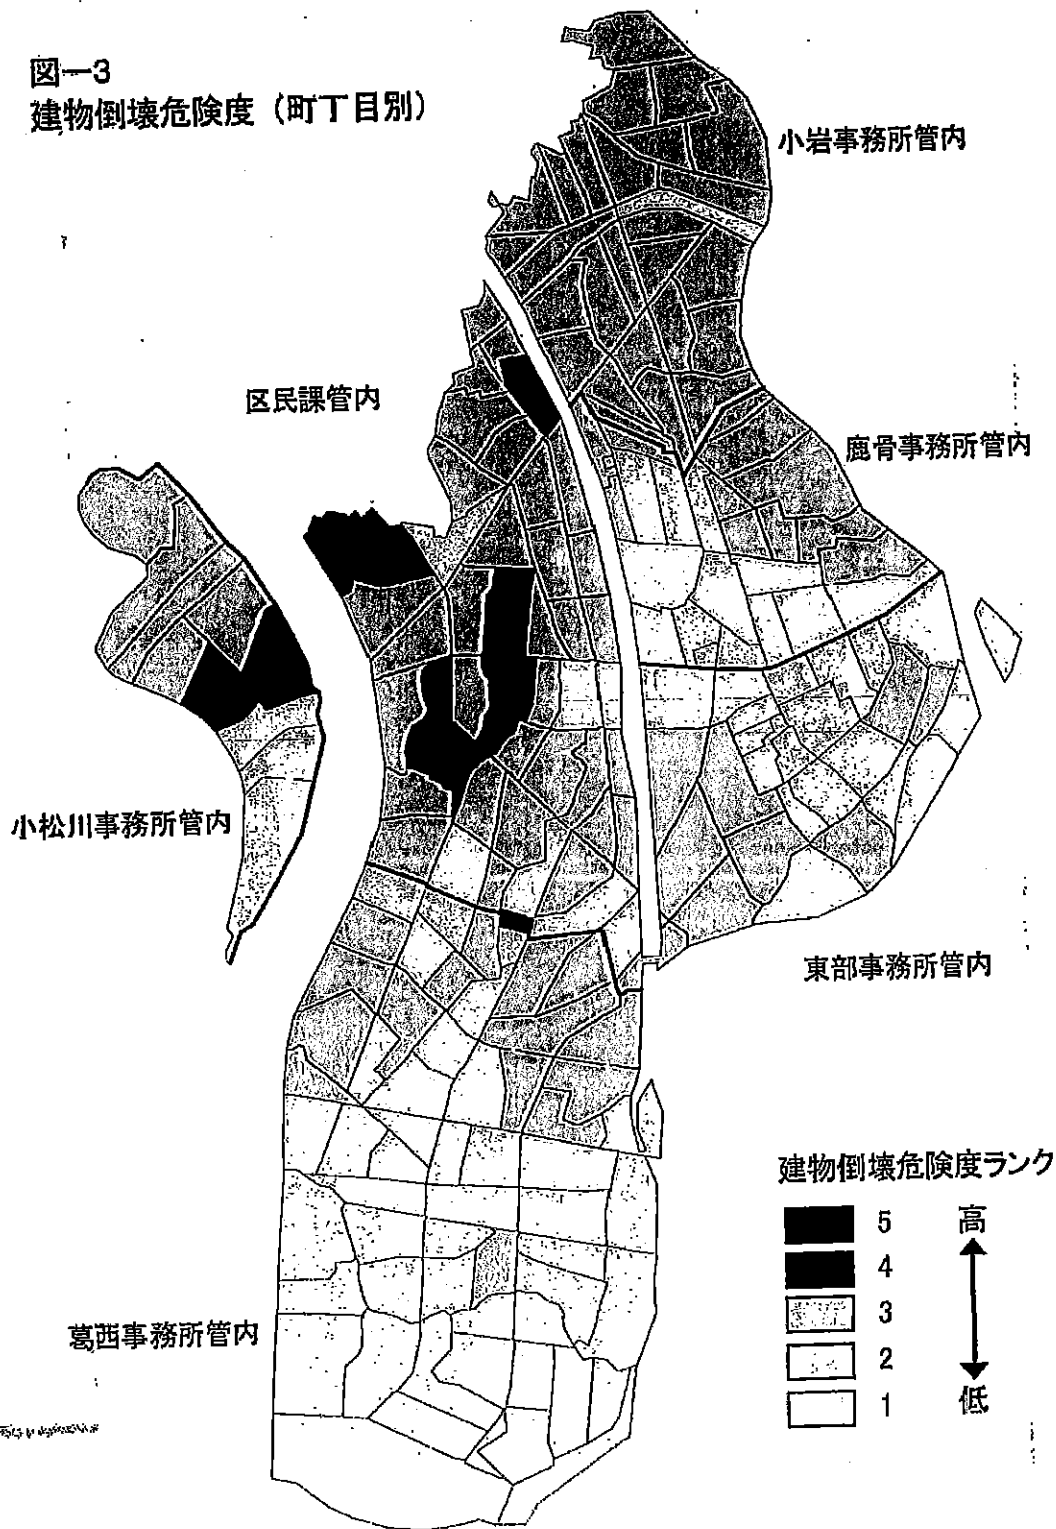 図―3
建物倒壊危険度（町丁目別）
小岩事務所管内
区民課管内
鹿骨事務所管内
小松川事務所管内
東部事務所管内
葛西事務所管内
建物倒壊危険度ランク
5 高
4
3
2
1 低